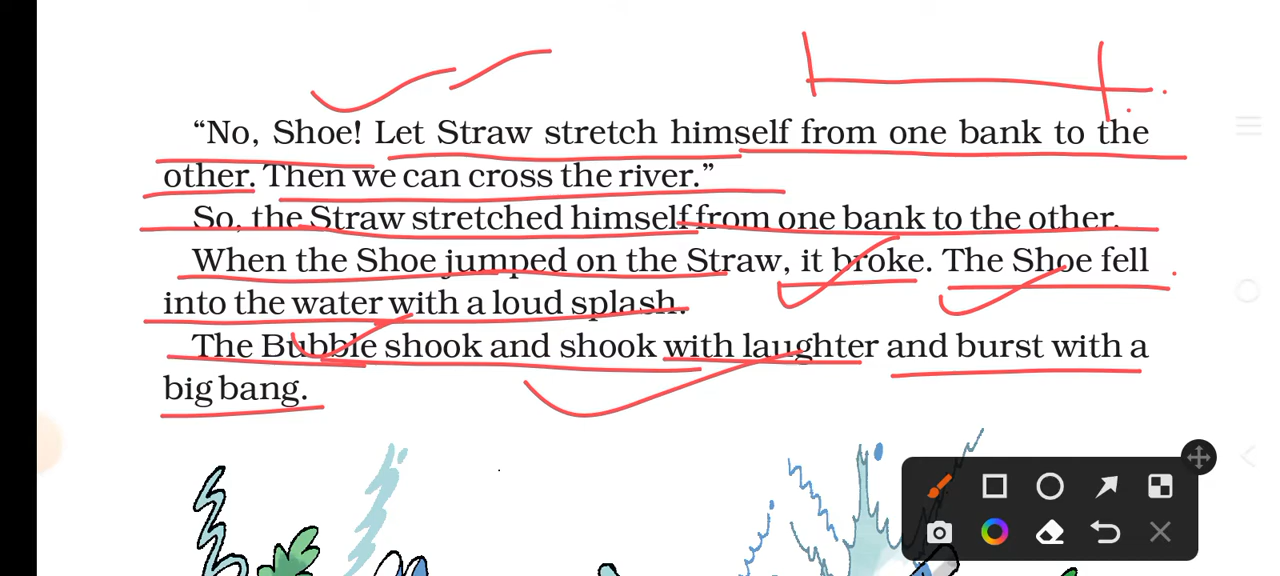 “No, Shoe! Let Straw stretch himself from one bank to the
other. Then we can cross the river.”
So, the Straw stretched himself from one bank to the other.
When the Shoe jumped on the Straw, it broke. The Shoe fell
into the water with a loud splash.
The Bubble shook and shook with laughter and burst with a
big bang.